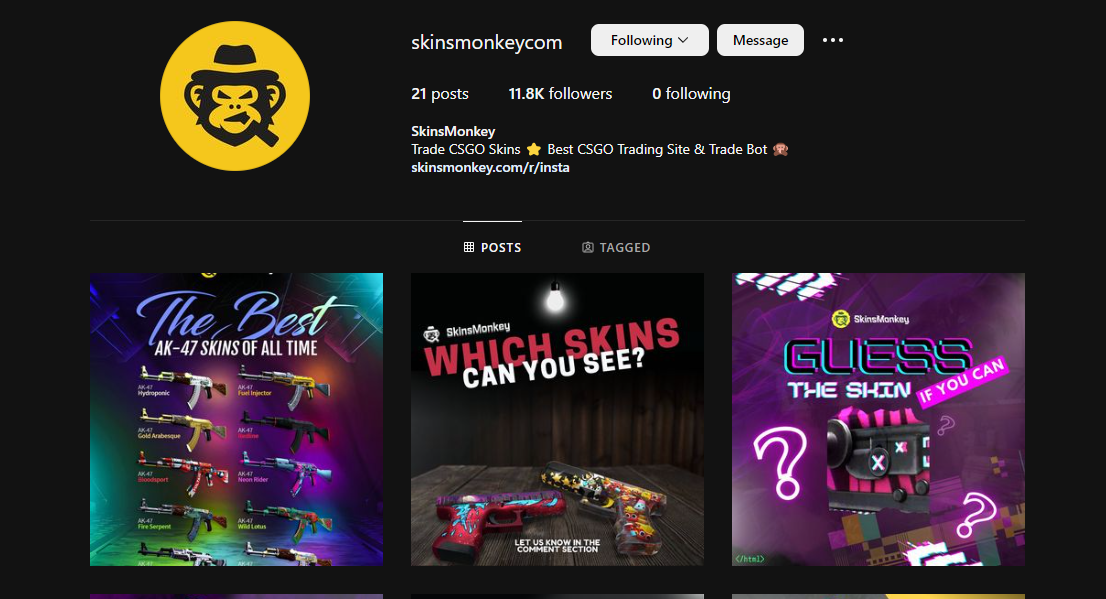 skinsmonkeycom
Following
Message
21 posts
11.8K followers
0 following
SkinsMonkey
Trade CSGO Skins ⭐ Best CSGO Trading Site & Trade Bot 🙊
skinsmonkey.com/r/insta
POSTS
TAGGED
The Best
AK-47 SKINS OF ALL TIME
AK-47
Hydroponic
AK-47
Fuel Injector
AK-47
Gold Arabesque
AK-47
Redline
AK-47
Bloodsport
AK-47
Neon Rider
AK-47
Fire Serpent
AK-47
Wild Lotus
SkinsMonkey
WHICH SKINS
CAN YOU SEE?
LET US KNOW IN THE
COMMENT SECTION
SkinsMonkey
GUESS
THE SKIN
IF YOU CAN
</html>